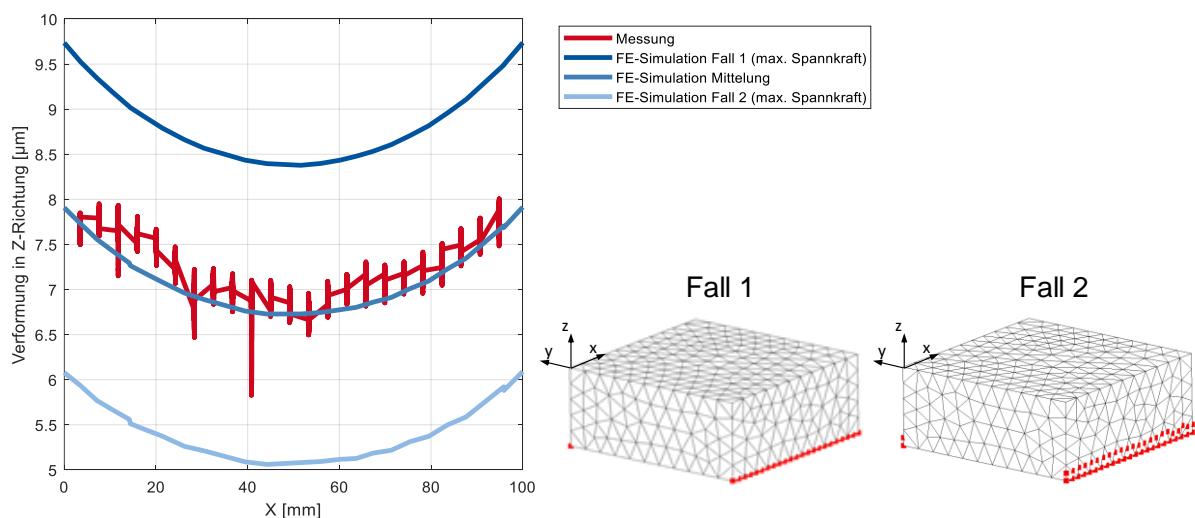 10
9.5
9
8.5
8
7.5
7
6.5
6
5.5
5
Verformung in Z-Richtung [µm]
0
20
40
60
80
100
X [mm]
Messung
FE-Simulation Fall 1 (max. Spannkraft)
FE-Simulation Mittelung
FE-Simulation Fall 2 (max. Spannkraft)
Fall 1
z
y
x
Fall 2
z
y
x